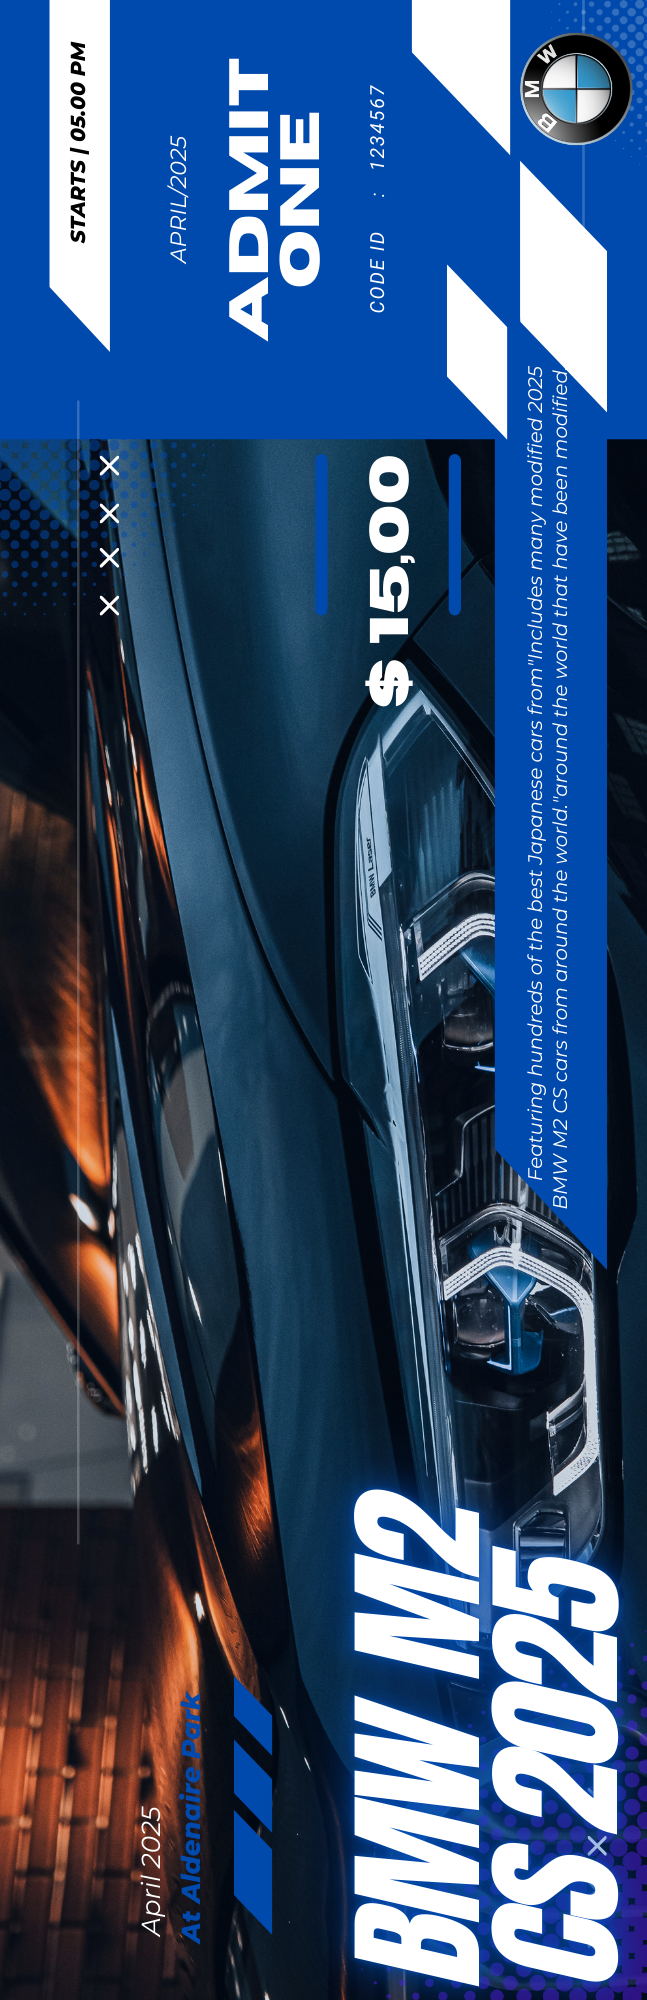 April 2025
At Aldenaire Park
BMW M2
CS 2025
BMW Laser
$ 15,00
Featuring hundreds of the best Japanese cars from"Includes many modified 2025
BMW M2 CS cars from around the world."around the world that have been modified
STARTS | 05.00 PM
APRIL/2025
ADMIT
ONE
CODE ID : 1234567
BMW